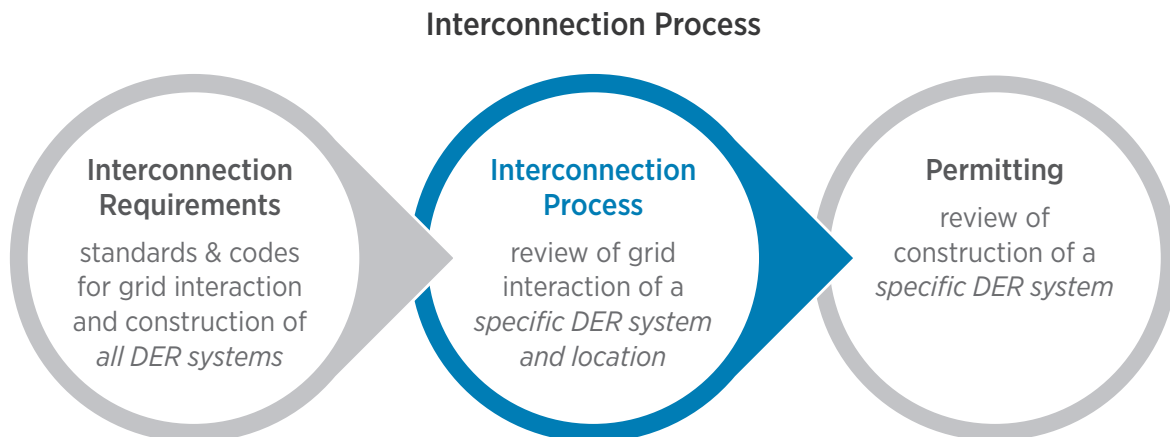 Interconnection Process
Interconnection
Requirements
standards & codes
for grid interaction
and construction of
all DER systems
Interconnection
Process
review of grid
interaction of a
specific DER system
and location
Permitting
review of
construction of a
specific DER system